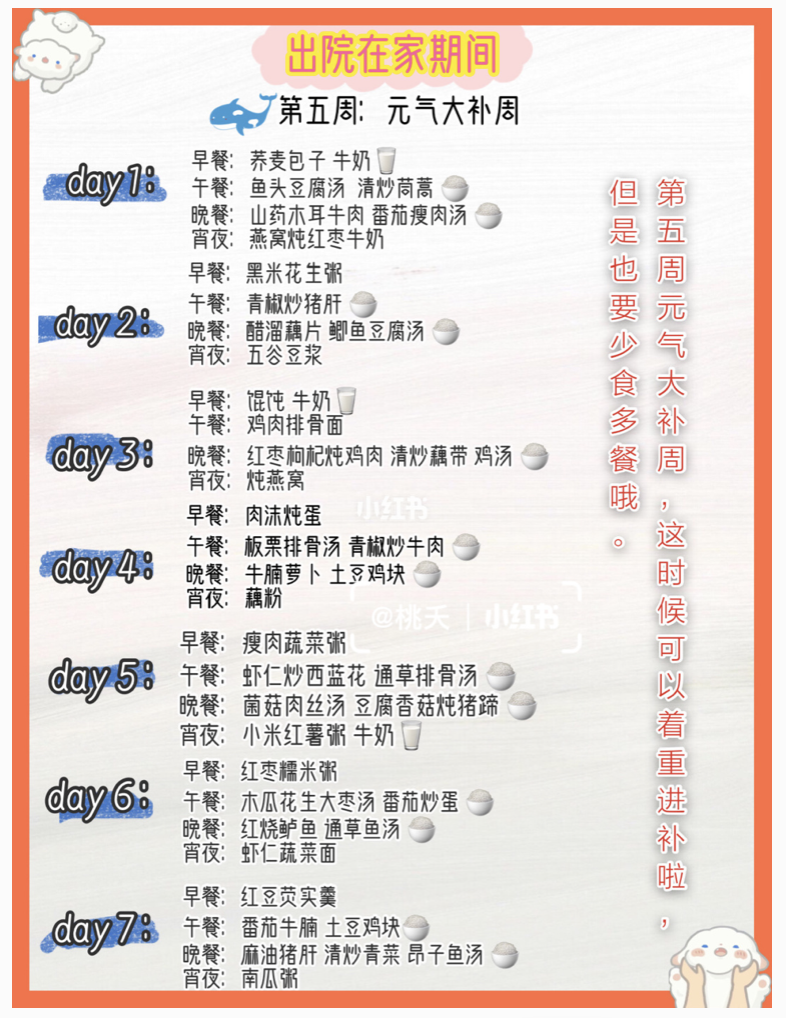 出院在家期间
第五周：元气大补周
day 1：
早餐：荞麦包子 牛奶
午餐：鱼头豆腐汤 清炒茼蒿
晚餐：山药木耳牛肉 番茄瘦肉汤
宵夜：燕窝炖红枣牛奶
day 2：
早餐：黑米花生粥
午餐：青椒炒猪肝
晚餐：醋溜藕片 鲫鱼豆腐汤
宵夜：五谷豆浆
day 3：
早餐：馄饨 牛奶
午餐：鸡肉排骨面
晚餐：红枣枸杞炖鸡肉 清炒藕带 鸡汤
宵夜：炖燕窝
day 4：
早餐：肉沫炖蛋
午餐：板栗排骨汤 青椒炒牛肉
晚餐：牛腩萝卜 土豆鸡块
宵夜：藕粉
day 5：
早餐：瘦肉蔬菜粥
午餐：虾仁炒西蓝花 通草排骨汤
晚餐：菌菇肉丝汤 豆腐香菇炖猪蹄
宵夜：小米红薯粥 牛奶
day 6：
早餐：红枣糯米粥
午餐：木瓜花生大枣汤 番茄炒蛋
晚餐：红烧鲈鱼 通草鱼汤
宵夜：虾仁蔬菜面
day 7：
早餐：红豆芡实羹
午餐：番茄牛腩 土豆鸡块
晚餐：麻油猪肝 清炒青菜 昂子鱼汤
宵夜：南瓜粥
第五周元气大补周，这时候可以着重进补啦，
但是也要少食多餐哦。
小红书
@桃夭｜小红书